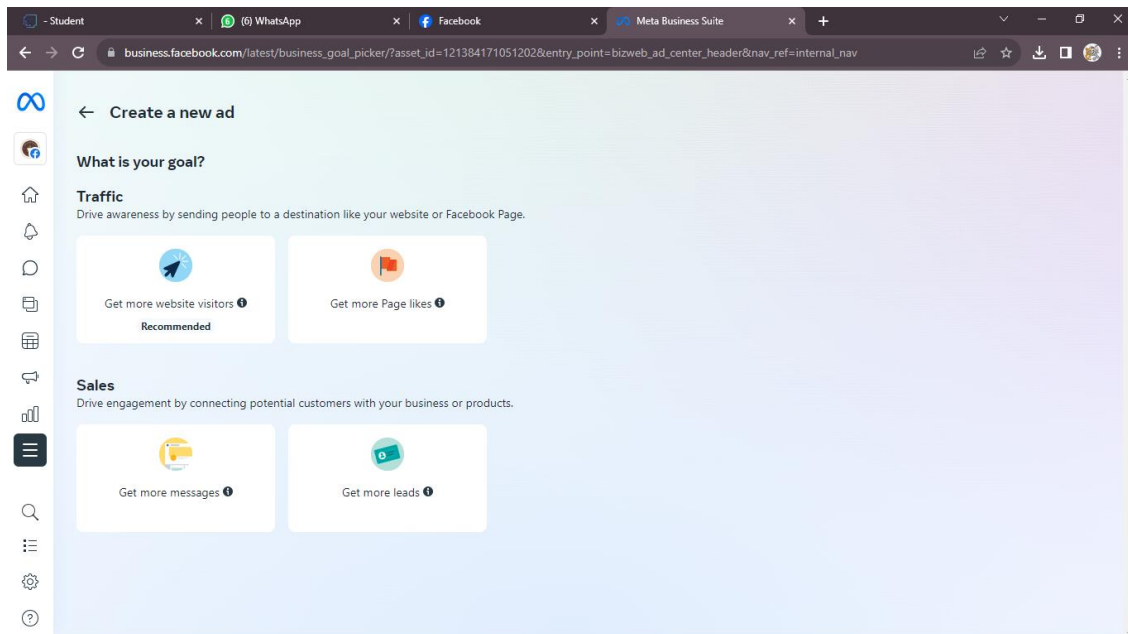 - Student
(6) WhatsApp
Facebook
Meta Business Suite
business.facebook.com/latest/business_goal_picker/?asset_id=121384171051202&entry_point=bizweb_ad_center_header&nav_ref=internal_nav
Create a new ad
What is your goal?
Traffic
Drive awareness by sending people to a destination like your website or Facebook Page.
Get more website visitors
Recommended
Get more Page likes
Sales
Drive engagement by connecting potential customers with your business or products.
Get more messages
Get more leads